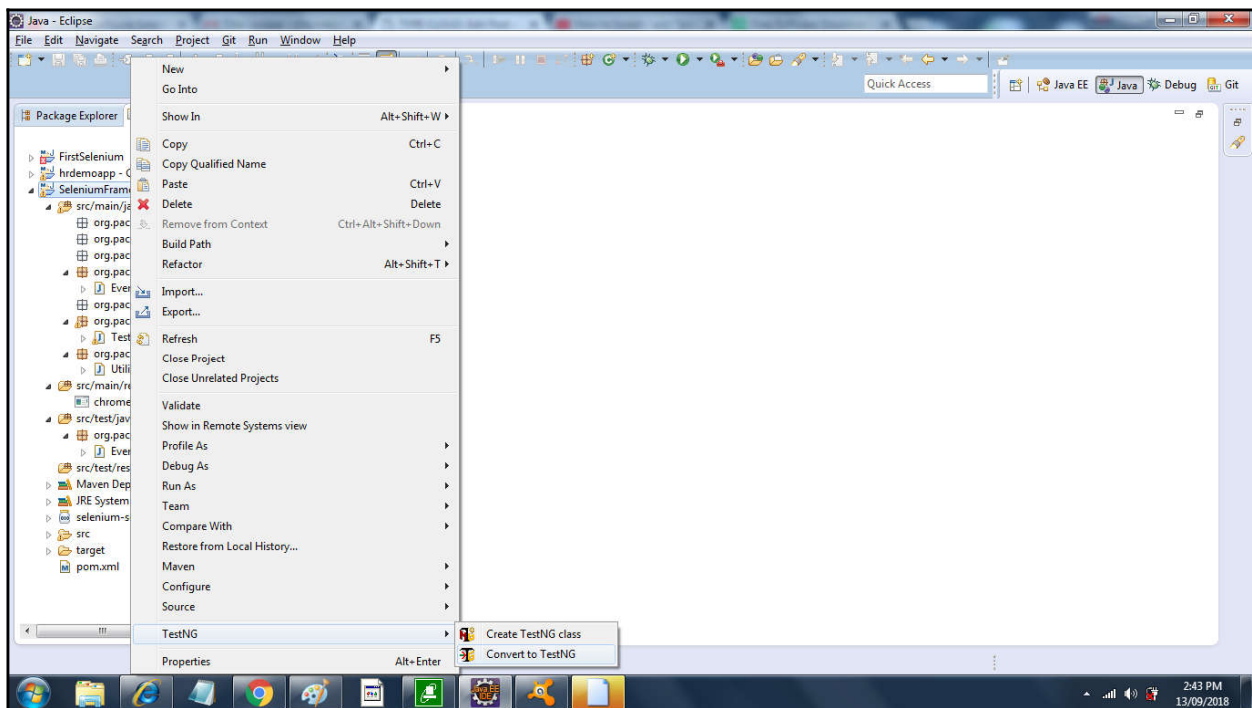 Java - Eclipse
File Edit Navigate Search Project Git Run Window Help
Quick Access
Java EE
Java
Debug
Git
Package Explorer
FirstSelenium
hrdemoapp - 
SeleniumFram
src/main/ja
org.pac
org.pac
org.pac
org.pac
Ever
org.pac
org.pac
Test
org.pac
Utili
src/main/re
chrome
src/test/jav
org.pac
Ever
src/test/res
Maven Dep
JRE System
selenium-s
src
target
pom.xml
New
Go Into
Show In Alt+Shift+W
Copy Ctrl+C
Copy Qualified Name
Paste Ctrl+V
Delete Delete
Remove from Context Ctrl+Alt+Shift+Down
Build Path
Refactor Alt+Shift+T
Import...
Export...
Refresh F5
Close Project
Close Unrelated Projects
Validate
Show in Remote Systems view
Profile As
Debug As
Run As
Team
Compare With
Restore from Local History...
Maven
Configure
Source
TestNG
Properties Alt+Enter
Create TestNG class
Convert to TestNG
Java EE
IDE
2:43 PM
13/09/2018